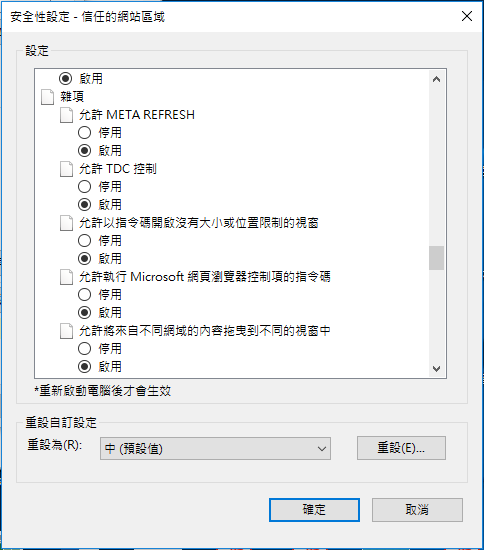 安全性設定 - 信任的網站區域
設定
啟用
雜項
允許 META REFRESH
停用
啟用
允許 TDC 控制
停用
啟用
允許以指令碼開啟沒有大小或位置限制的視窗
停用
啟用
允許執行 Microsoft 網頁瀏覽器控制項的指令碼
停用
啟用
允許將來自不同網域的內容拖曳到不同的視窗中
停用
啟用
*重新啟動電腦後才會生效
重設自訂設定
重設為(R):
中 (預設值)
重設(E)...
確定
取消